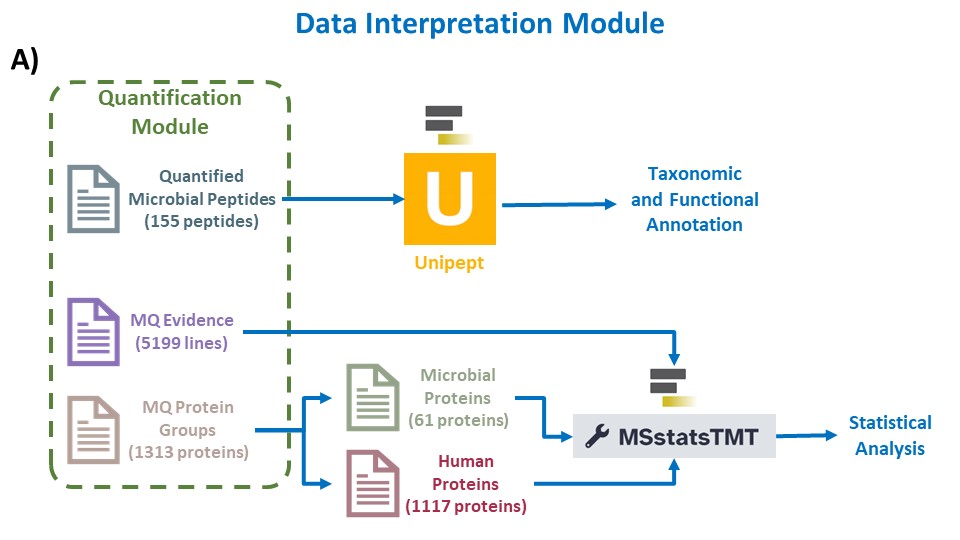 Data Interpretation Module
A)
Quantification
Module
Quantified
Microbial Peptides
(155 peptides)
U
Unipept
Taxonomic
and Functional
Annotation
MQ Evidence
(5199 lines)
MQ Protein
Groups
(1313 proteins)
Microbial
Proteins
(61 proteins)
Human
Proteins
(1117 proteins)
MSstatsTMT
Statistical
Analysis